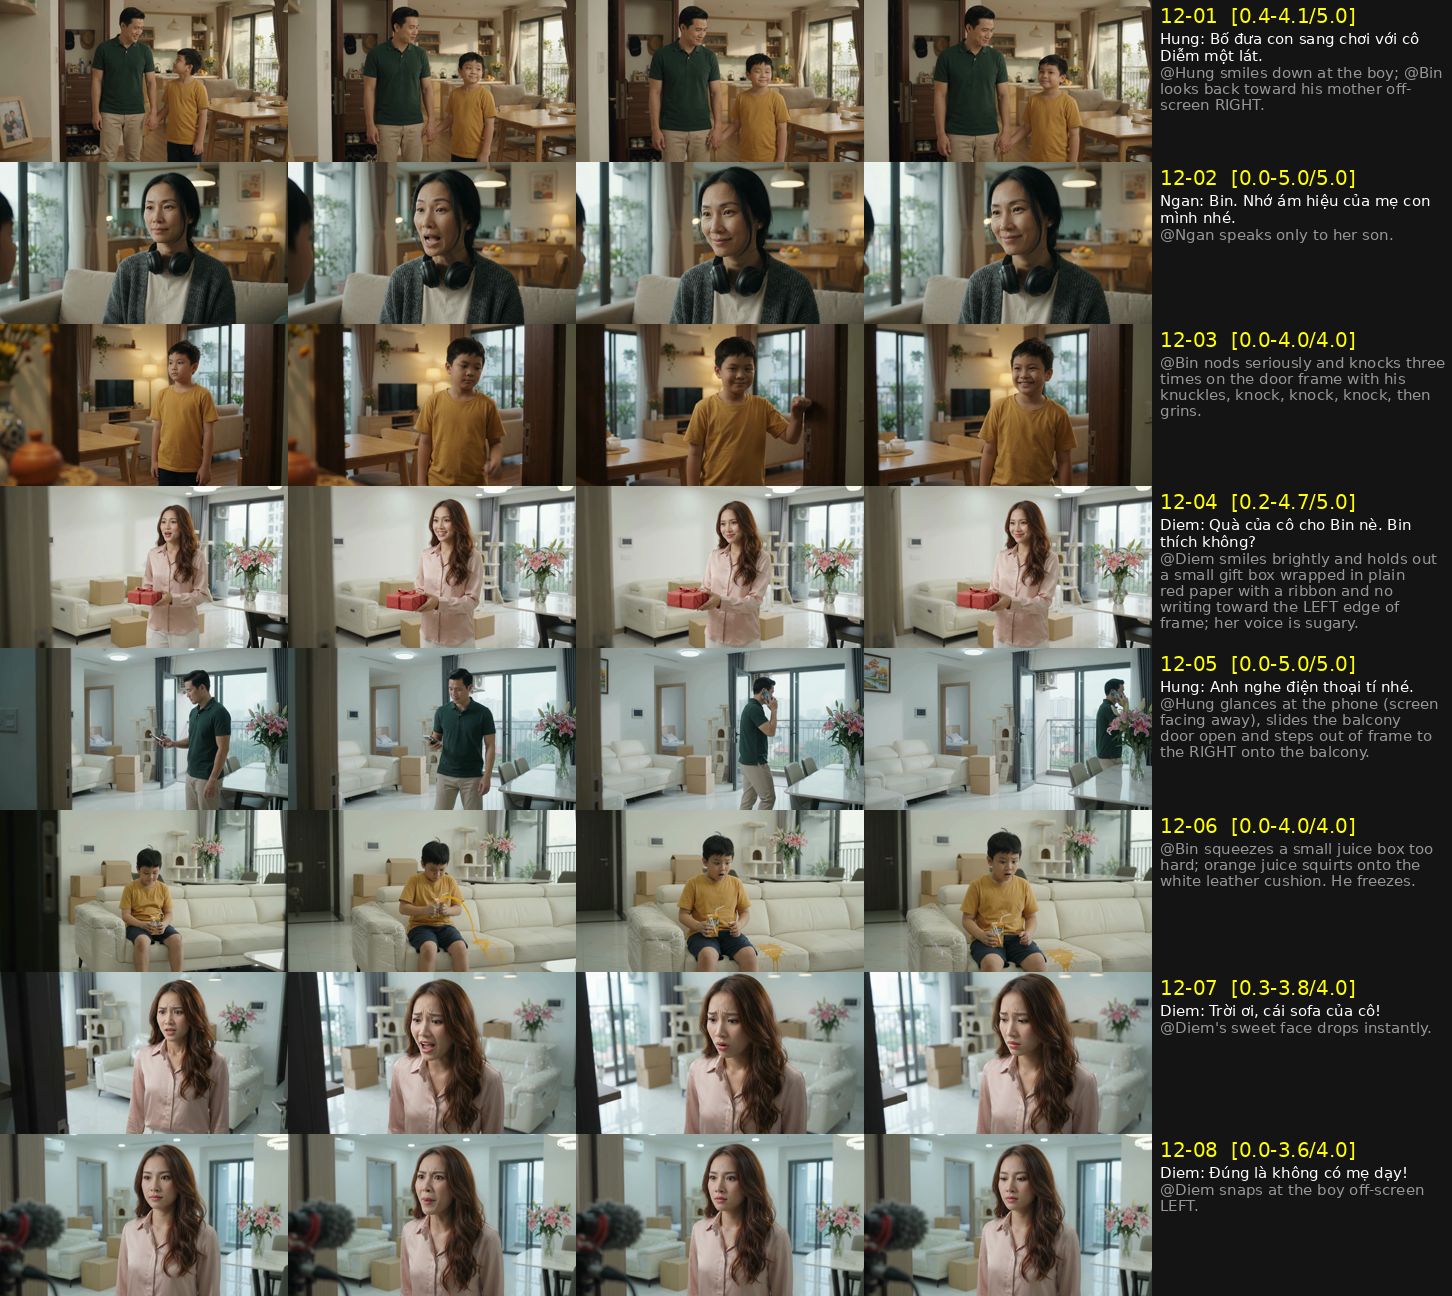 12-01 [0.4-4.1/5.0]
Hung: Bố đưa con sang chơi với cô
Diễm một lát.
@Hung smiles down at the boy; @Bin
looks back toward his mother off-
screen RIGHT.
12-02 [0.0-5.0/5.0]
Ngan: Bin. Nhớ ám hiệu của mẹ con
mình nhé.
@Ngan speaks only to her son.
12-03 [0.0-4.0/4.0]
@Bin nods seriously and knocks three
times on the door frame with his
knuckles, knock, knock, knock, then
grins.
12-04 [0.2-4.7/5.0]
Diem: Quà của cô cho Bin nè. Bin
thích không?
@Diem smiles brightly and holds out
a small gift box wrapped in plain
red paper with a ribbon and no
writing toward the LEFT edge of
frame; her voice is sugary.
12-05 [0.0-5.0/5.0]
Hung: Anh nghe điện thoại tí nhé.
@Hung glances at the phone (screen
facing away), slides the balcony
door open and steps out of frame to
the RIGHT onto the balcony.
12-06 [0.0-4.0/4.0]
@Bin squeezes a small juice box too
hard; orange juice squirts onto the
white leather cushion. He freezes.
12-07 [0.3-3.8/4.0]
Diem: Trời ơi, cái sofa của cô!
@Diem's sweet face drops instantly.
12-08 [0.0-3.6/4.0]
Diem: Đúng là không có mẹ dạy!
@Diem snaps at the boy off-screen
LEFT.